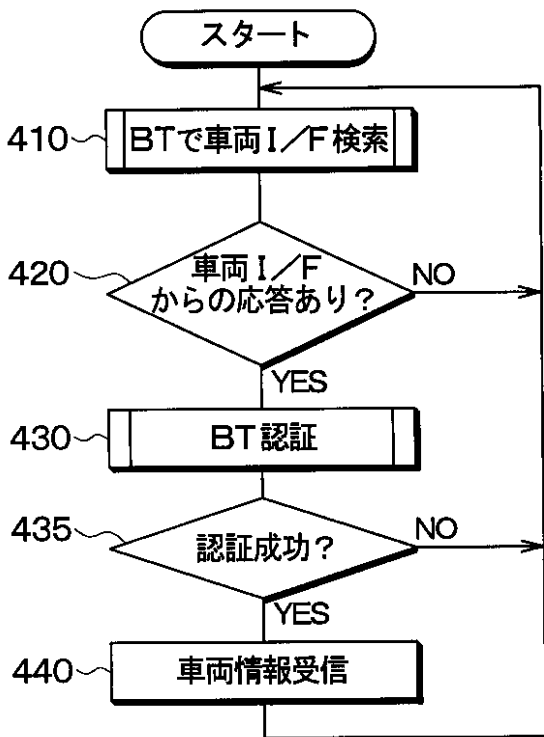 スタート
410
BTで車両I/F検索
420
車両I/F
からの応答あり?
NO
YES
430
BT認証
435
認証成功?
NO
YES
440
車両情報受信